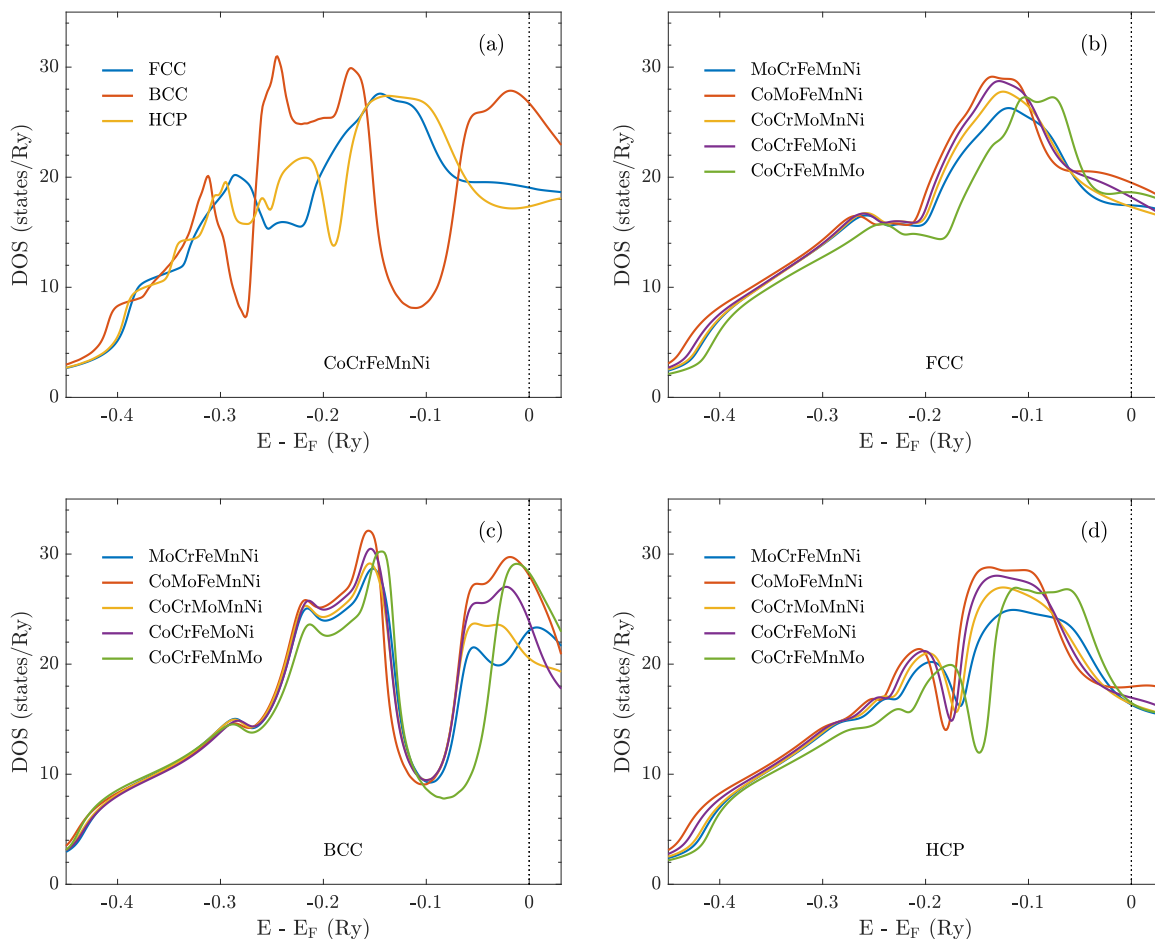 (a)
FCC
BCC
HCP
CoCrFeMnNi
DOS (states/Ry)
0
10
20
30
-0.4
-0.3
-0.2
-0.1
0
E - E_F (Ry)
(b)
MoCrFeMnNi
CoMoFeMnNi
CoCrMoMnNi
CoCrFeMoNi
CoCrFeMnMo
FCC
DOS (states/Ry)
0
10
20
30
-0.4
-0.3
-0.2
-0.1
0
E - E_F (Ry)
(c)
MoCrFeMnNi
CoMoFeMnNi
CoCrMoMnNi
CoCrFeMoNi
CoCrFeMnMo
BCC
DOS (states/Ry)
0
10
20
30
-0.4
-0.3
-0.2
-0.1
0
E - E_F (Ry)
(d)
MoCrFeMnNi
CoMoFeMnNi
CoCrMoMnNi
CoCrFeMoNi
CoCrFeMnMo
HCP
DOS (states/Ry)
0
10
20
30
-0.4
-0.3
-0.2
-0.1
0
E - E_F (Ry)